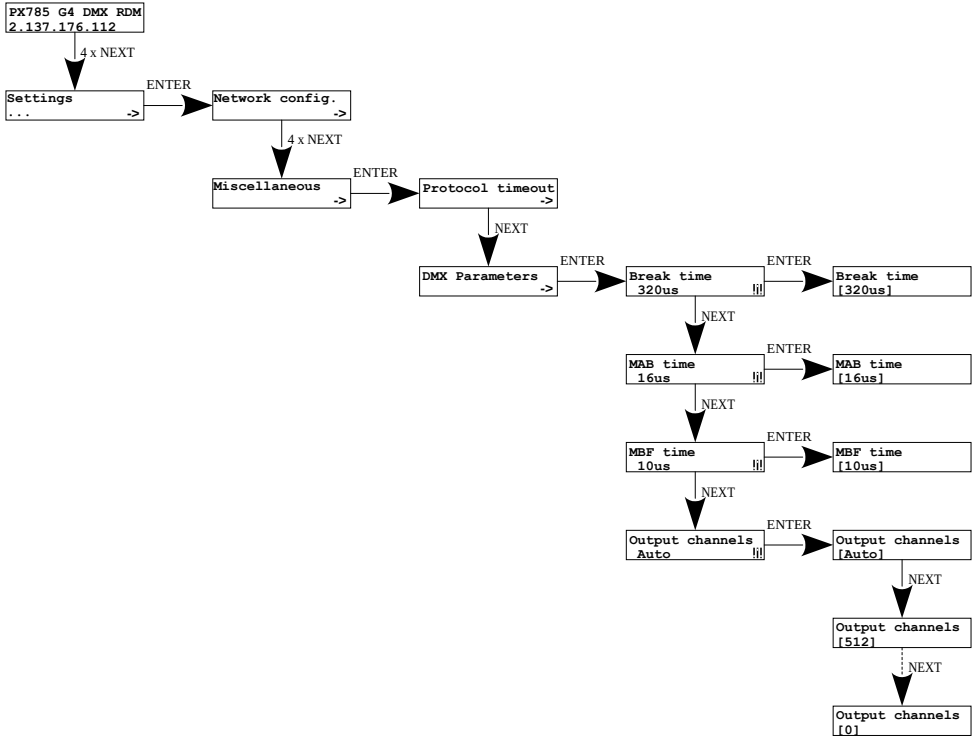 PX785 G4 DMX RDM
2.137.176.112
4 x NEXT
Settings
... ->
ENTER
Network config.
->
4 x NEXT
Miscellaneous
->
ENTER
Protocol timeout
->
NEXT
DMX Parameters
->
ENTER
Break time
320us !¡!
ENTER
Break time
[320us]
NEXT
MAB time
16us !¡!
ENTER
MAB time
[16us]
NEXT
MBF time
10us !¡!
ENTER
MBF time
[10us]
NEXT
Output channels
Auto !¡!
ENTER
Output channels
[Auto]
NEXT
Output channels
[512]
NEXT
Output channels
[0]